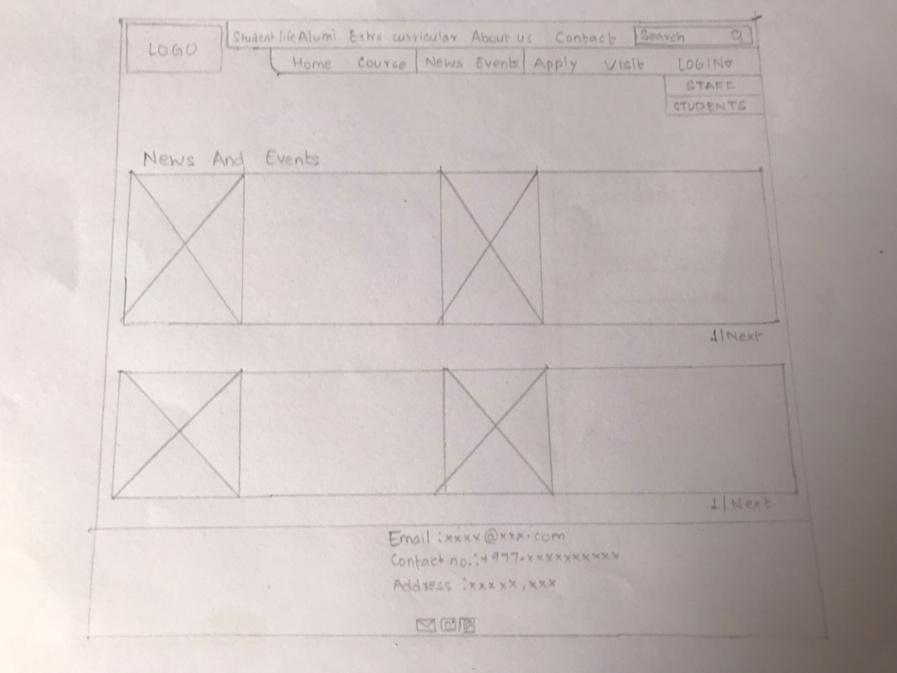 LOGO
Student life Alumi Extra curricular About us Contact Search
Home Course News Events Apply Visit LOGIN
STAFF
STUDENTS
News And Events
1|Next
1|Next
Email :xxxx@xxx.com
Contact no.:+977-xxxxxxxxxx
Address :xxxxx,xxx